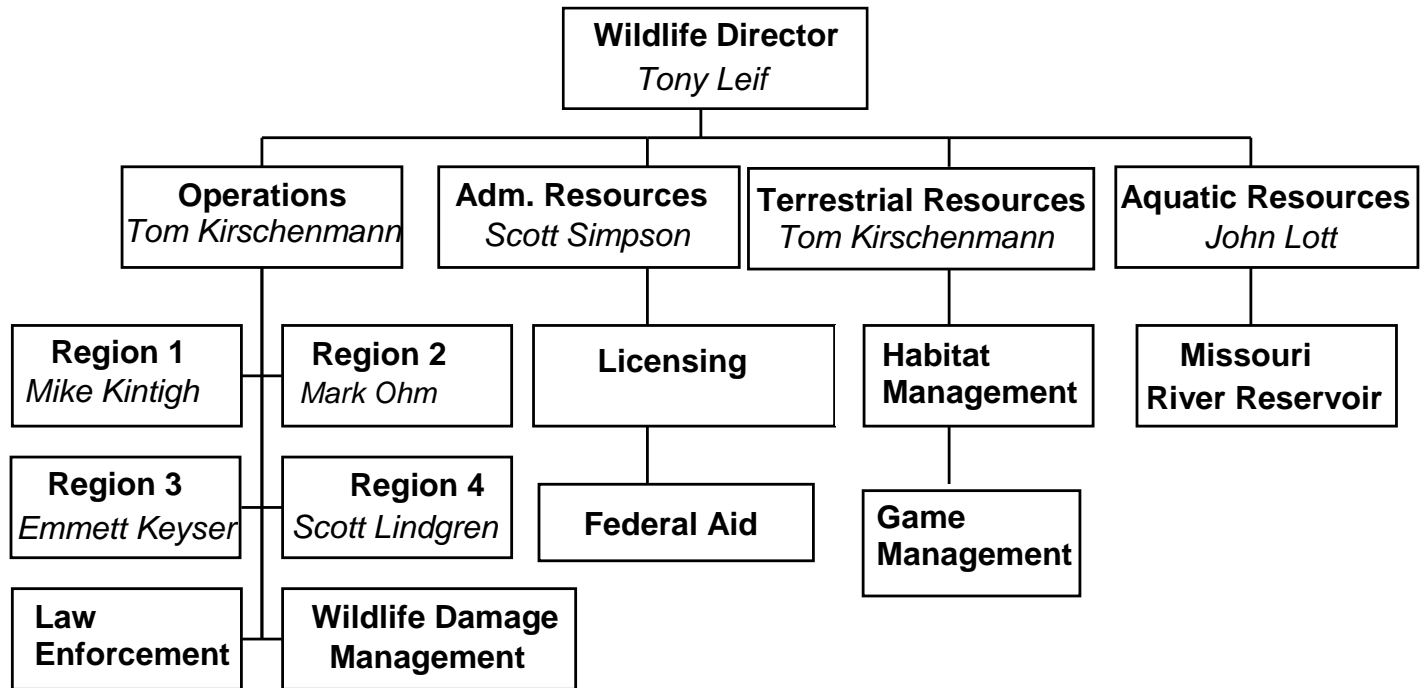 Wildlife Director
Tony Leif
Operations
Tom Kirschenmann
Adm. Resources
Scott Simpson
Terrestrial Resources
Tom Kirschenmann
Aquatic Resources
John Lott
Region 1
Mike Kintigh
Region 2
Mark Ohm
Licensing
Habitat
Management
Missouri
River Reservoir
Region 3
Emmett Keyser
Region 4
Scott Lindgren
Federal Aid
Game
Management
Law
Enforcement
Wildlife Damage
Management